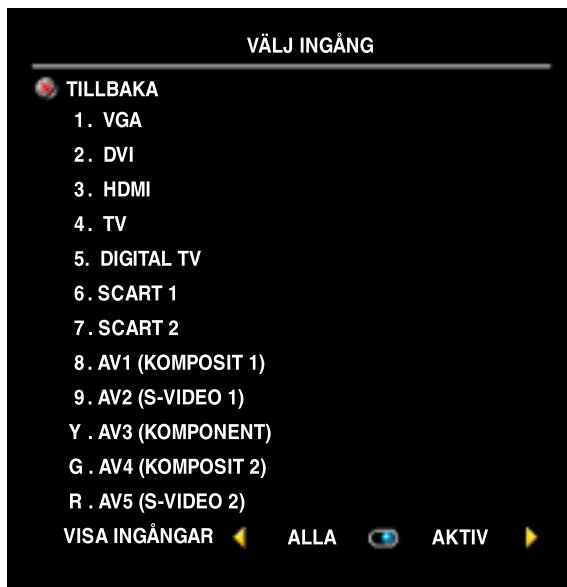 VÄLJ INGÅNG
TILLBAKA
1. VGA
2. DVI
3. HDMI
4. TV
5. DIGITAL TV
6. SCART 1
7. SCART 2
8. AV1 (KOMPOSIT 1)
9. AV2 (S-VIDEO 1)
Y. AV3 (KOMPONENT)
G. AV4 (KOMPOSIT 2)
R. AV5 (S-VIDEO 2)
VISA INGÅNGAR ALLA AKTIV